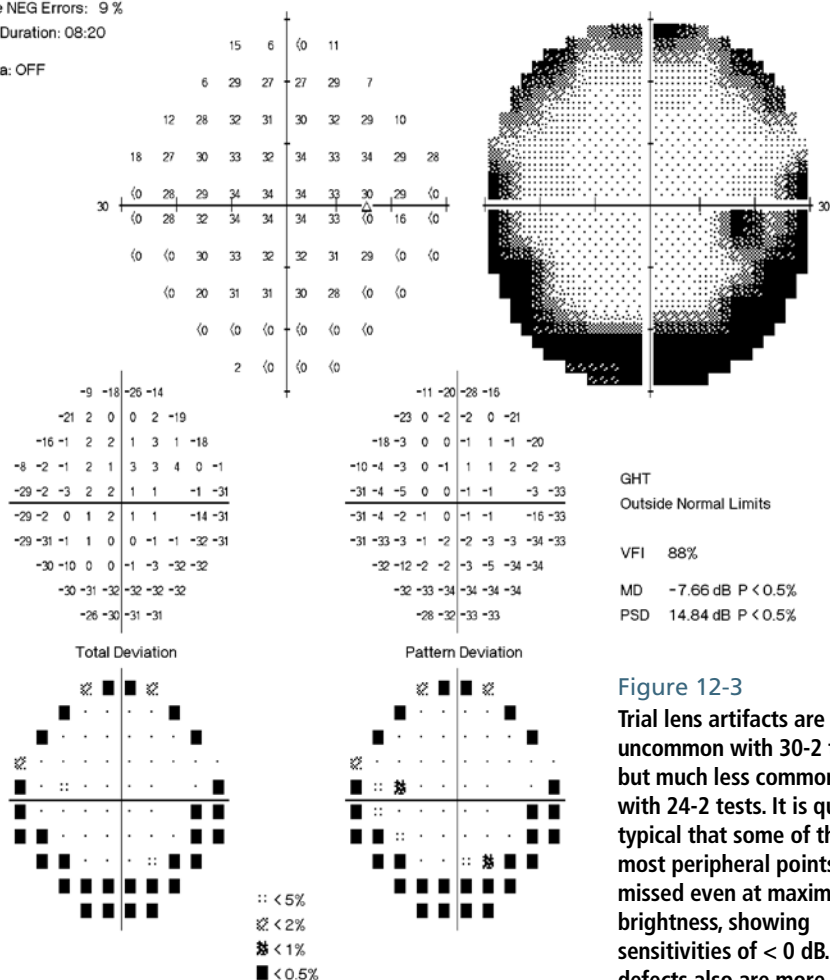 NEG Errors: 9 %
Duration: 08:20
a: OFF
15 6 <0 11
6 29 27 27 29 7
12 28 32 31 30 32 29 10
18 27 30 33 32 34 33 34 29 28
<0 28 29 34 34 34 33 30 29 <0
30 30
<0 28 32 34 34 34 33 <0 16 <0
<0 <0 30 33 32 32 31 29 <0 <0
<0 20 31 31 30 28 <0 <0
<0 <0 <0 <0 <0 <0
2 <0 <0 <0
-9 -18 -26 -14
-21 2 0 0 2 -19
-16 -1 2 2 1 3 1 -18
-8 -2 -1 2 1 3 3 4 0 -1
-29 -2 -3 2 2 1 1 -1 -31
-29 -2 0 1 2 1 1 -14 -31
-29 -31 -1 1 0 0 -1 -1 -32 -31
-30 -10 0 0 -1 -3 -32 -32
-30 -31 -32 -32 -32 -32
-26 -30 -31 -31
Total Deviation
-11 -20 -28 -16
-23 0 -2 -2 0 -21
-18 -3 0 0 -1 1 -1 -20
-10 -4 -3 0 -1 1 1 2 -2 -3
-31 -4 -5 0 0 -1 -1 -3 -33
-31 -4 -2 -1 0 -1 -1 -16 -33
-31 -33 -3 -1 -2 -2 -3 -3 -34 -33
-32 -12 -2 -2 -3 -5 -34 -34
-32 -33 -34 -34 -34 -34
-28 -32 -33 -33
Pattern Deviation
GHT
Outside Normal Limits
VFI 88%
MD -7.66 dB P < 0.5%
PSD 14.84 dB P < 0.5%
< 5%
< 2%
< 1%
< 0.5%
Figure 12-3
Trial lens artifacts are
uncommon with 30-2
but much less common
with 24-2 tests. It is
typical that some of
most peripheral points
missed even at
brightness, showing
sensitivities of < 0 dB.
defects also are more